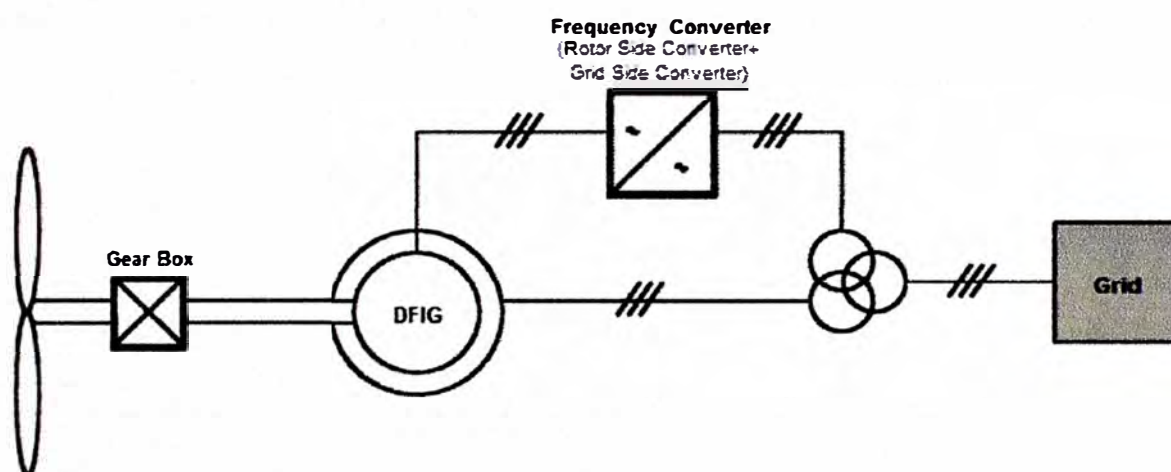 Frequency Converter
(Rotor Side Converter+
Grid Side Converter)
Gear Box
DFIG
Grid
~
~